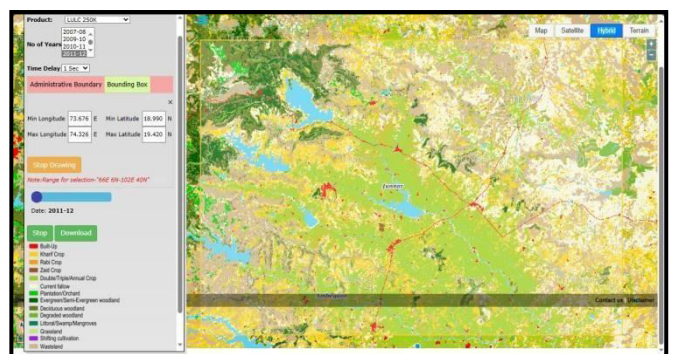 Product: LULC 250K
2007-08
2009-10
No of Years 2010-11
2011-12
Time Delay 1 Sec
Administrative Boundary Bounding Box
×
Min Longitude 73.676 E Min Latitude 18.990 N
Max Longitude 74.326 E Max Latitude 19.420 N
Stop Drawing
Note:Range for selection-"66E 6N-102E 40N"
Date: 2011-12
Stop Download
Built-Up
Kharif Crop
Rabi Crop
Zaid Crop
Double/Triple/Annual Crop
Current fallow
Plantation/Orchard
Evergreen/Semi-Evergreen woodland
Deciduous woodland
Degraded woodland
Littoral/Swamp/Mangroves
Grassland
Shifting cultivation
Wasteland
Map Satellite Hybrid Terrain
+
−
Contact us Disclaimer